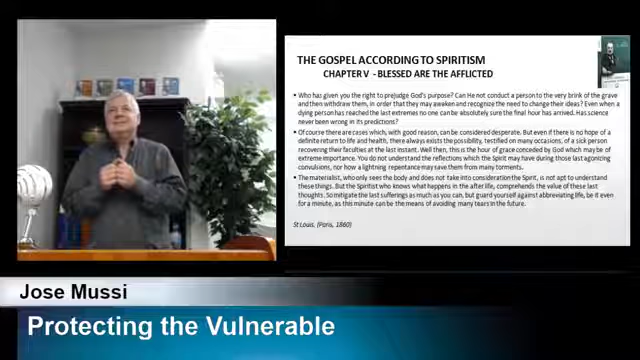 THE GOSPEL ACCORDING TO SPIRITISM
CHAPTER V - BLESSED ARE THE AFFLICTED
• Who has given you the right to prejudge God's purpose? Can He not conduct a person to the very brink of the grave
and then withdraw them, in order that they may awaken and recognize the need to change their ideas? Even when a
dying person has reached the last extremes no one can be absolutely sure the final hour has arrived. Has science
never been wrong in its predictions?
• Of course there are cases which, with good reason, can be considered desperate. But even if there is no hope of a
definite return to life and health, there always exists the possibility, testified on many occasions, of a sick person
recovering their faculties at the last instant. Well then, this is the hour of grace conceded by God which may be of
extreme importance. You do not understand the reflections which the Spirit may have during those last agonizing
convulsions, nor how a lightning repentance may save them from many torments.
• The materialist, who only sees the body and does not take into consideration the Spirit, is not apt to understand
these things. But the Spiritist who knows what happens in the after life, comprehends the value of these last
thoughts. So mitigate the last sufferings as much as you can, but guard yourself against abbreviating life, be it even
for a minute, as this minute can be the means of avoiding many tears in the future.
St Louis, (Paris, 1860)
Jose Mussi
Protecting the Vulnerable